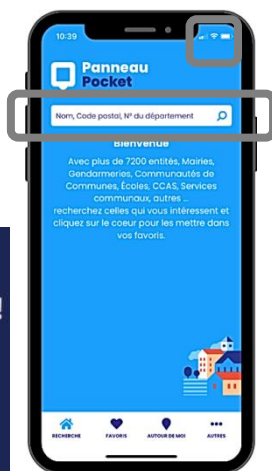 10:39
Panneau
Pocket
Nom, Code postal, N° du département
Bienvenue
Avec plus de 7200 entités, Mairies,
Gendarmeries, Communautés de
Communes, Écoles, CCAS, Services
communaux, autres ...
recherchez celles qui vous intéressent et
cliquez sur le coeur pour les mettre dans
vos favoris.
!
RECHERCHE FAVORIS AUTOUR DE MOI AUTRES